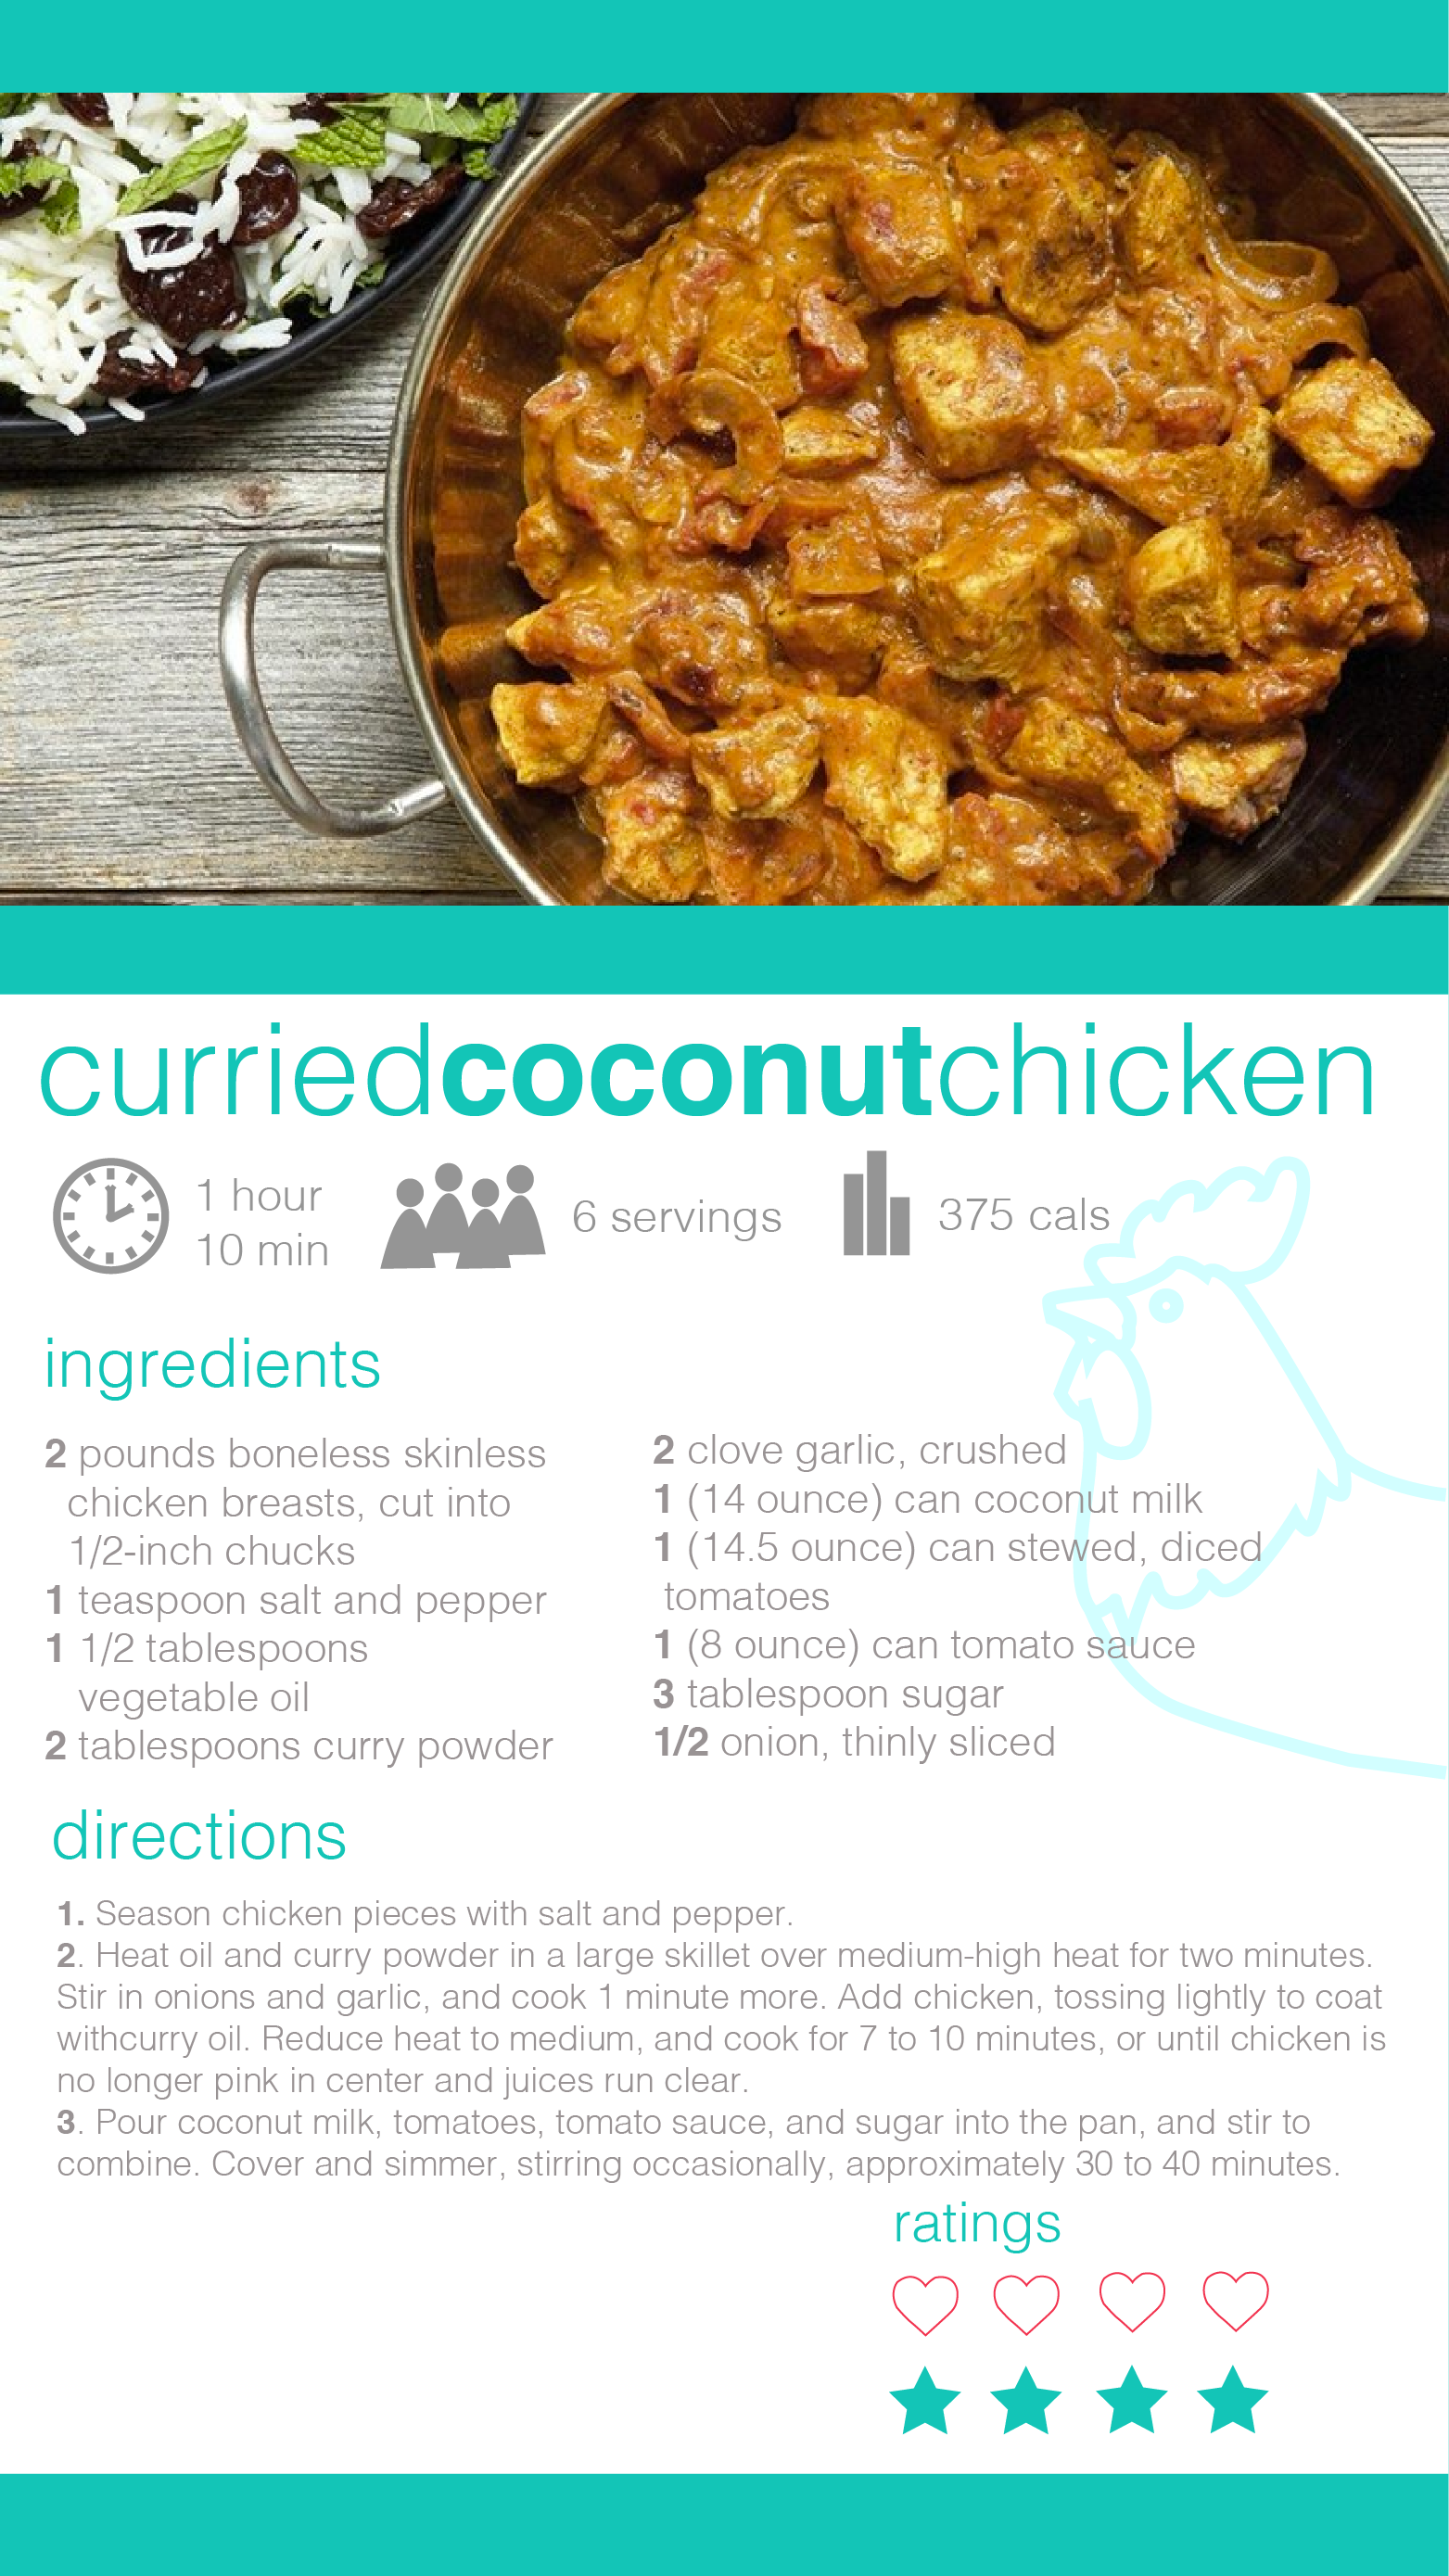 curriedcoconutchicken
1 hour
10 min
6 servings
375 cals
ingredients
2 pounds boneless skinless
chicken breasts, cut into
1/2-inch chucks
1 teaspoon salt and pepper
1 1/2 tablespoons
vegetable oil
2 tablespoons curry powder
2 clove garlic, crushed
1 (14 ounce) can coconut milk
1 (14.5 ounce) can stewed, diced
tomatoes
1 (8 ounce) can tomato sauce
3 tablespoon sugar
1/2 onion, thinly sliced
directions
1. Season chicken pieces with salt and pepper.
2. Heat oil and curry powder in a large skillet over medium-high heat for two minutes.
Stir in onions and garlic, and cook 1 minute more. Add chicken, tossing lightly to coat
withcurry oil. Reduce heat to medium, and cook for 7 to 10 minutes, or until chicken is
no longer pink in center and juices run clear.
3. Pour coconut milk, tomatoes, tomato sauce, and sugar into the pan, and stir to
combine. Cover and simmer, stirring occasionally, approximately 30 to 40 minutes.
ratings